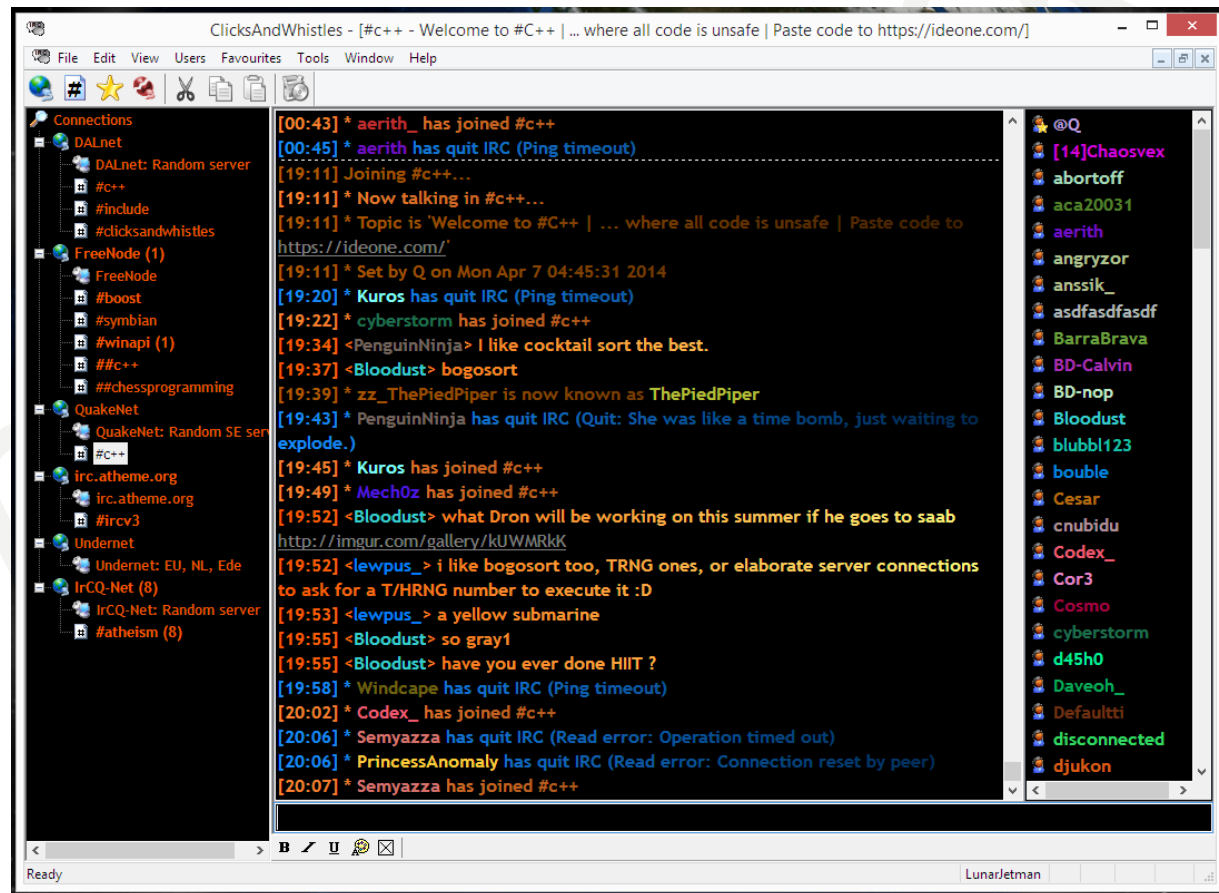 ClicksAndWhistles - [#c++ - Welcome to #C++ | ... where all code is unsafe | Paste code to https://ideone.com/]
File Edit View Users Favourites Tools Window Help
Connections
DALnet
DALnet: Random server
#c++
#include
#clicksandwhistles
FreeNode (1)
FreeNode
#boost
#symbian
#winapi (1)
##c++
##chessprogramming
QuakeNet
QuakeNet: Random SE serv
#c++
irc.atheme.org
irc.atheme.org
#ircv3
Undernet
Undernet: EU, NL, Ede
IrCQ-Net (8)
IrCQ-Net: Random server
#atheism (8)
[00:43] * aerith_ has joined #c++
[00:45] * aerith has quit IRC (Ping timeout)
[19:11] Joining #c++...
[19:11] * Now talking in #c++...
[19:11] * Topic is 'Welcome to #C++ | ... where all code is unsafe | Paste code to
https://ideone.com/'
[19:11] * Set by Q on Mon Apr 7 04:45:31 2014
[19:20] * Kuros has quit IRC (Ping timeout)
[19:22] * cyberstorm has joined #c++
[19:34] <PenguinNinja> I like cocktail sort the best.
[19:37] <Bloodust> bogosort
[19:39] * zz_ThePiedPiper is now known as ThePiedPiper
[19:43] * PenguinNinja has quit IRC (Quit: She was like a time bomb, just waiting to
explode.)
[19:45] * Kuros has joined #c++
[19:49] * Mech0z has joined #c++
[19:52] <Bloodust> what Dron will be working on this summer if he goes to saab
http://imgur.com/gallery/kUWMRkK
[19:52] <lewpus_> i like bogosort too, TRNG ones, or elaborate server connections
to ask for a T/HRNG number to execute it :D
[19:53] <lewpus_> a yellow submarine
[19:55] <Bloodust> so gray1
[19:55] <Bloodust> have you ever done HIIT ?
[19:58] * Windcape has quit IRC (Ping timeout)
[20:02] * Codex_ has joined #c++
[20:06] * Semyazza has quit IRC (Read error: Operation timed out)
[20:06] * PrincessAnomaly has quit IRC (Read error: Connection reset by peer)
[20:07] * Semyazza has joined #c++
@Q
[14]Chaosvex
abortoff
aca20031
aerith
angryzor
anssik_
asdfasdfasdf
BarraBrava
BD-Calvin
BD-nop
Bloodust
blubbl123
bouble
Cesar
cnubidu
Codex_
Cor3
Cosmo
cyberstorm
d45h0
Daveoh_
Defaultti
disconnected
djukon
B I U
Ready
LunarJetman